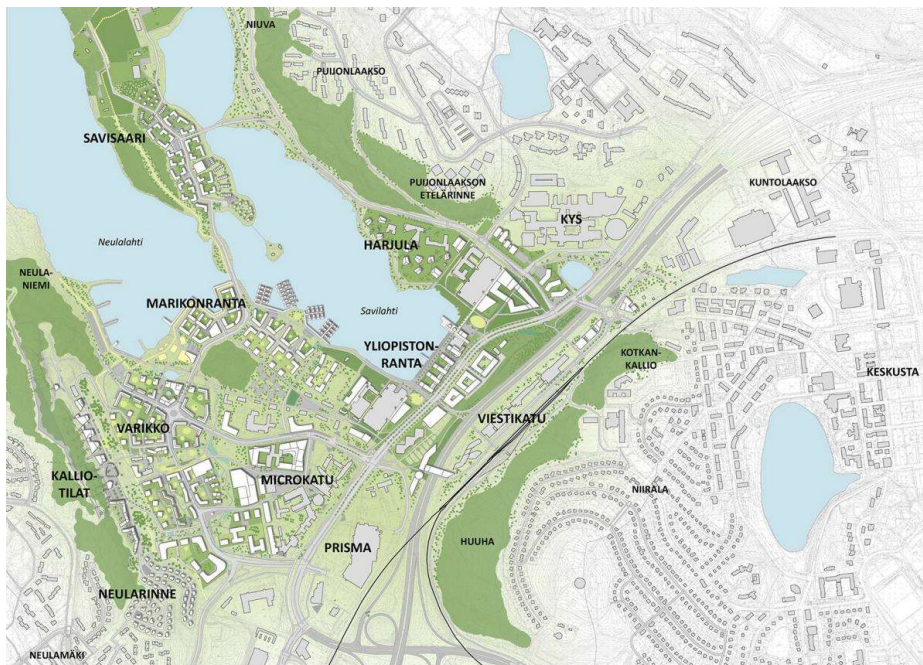 NIUVA
PUIJONLAAKSO
SAVISAARI
PUIJONLAAKSON
ETELÄRINNE
KUNTOLAAKSO
KYS
Neulalahti
HARJULA
NEULA-
NIEMI
MARIKONRANTA
Savilahti
YLIOPISTON-
RANTA
KOTKAN-
KALLIO
KESKUSTA
VIESTIKATU
VARIKKO
KALLIO-
TILAT
MICROKATU
NIIRALA
PRISMA
HUUHA
NEULARINNE
NEULAMÄKI